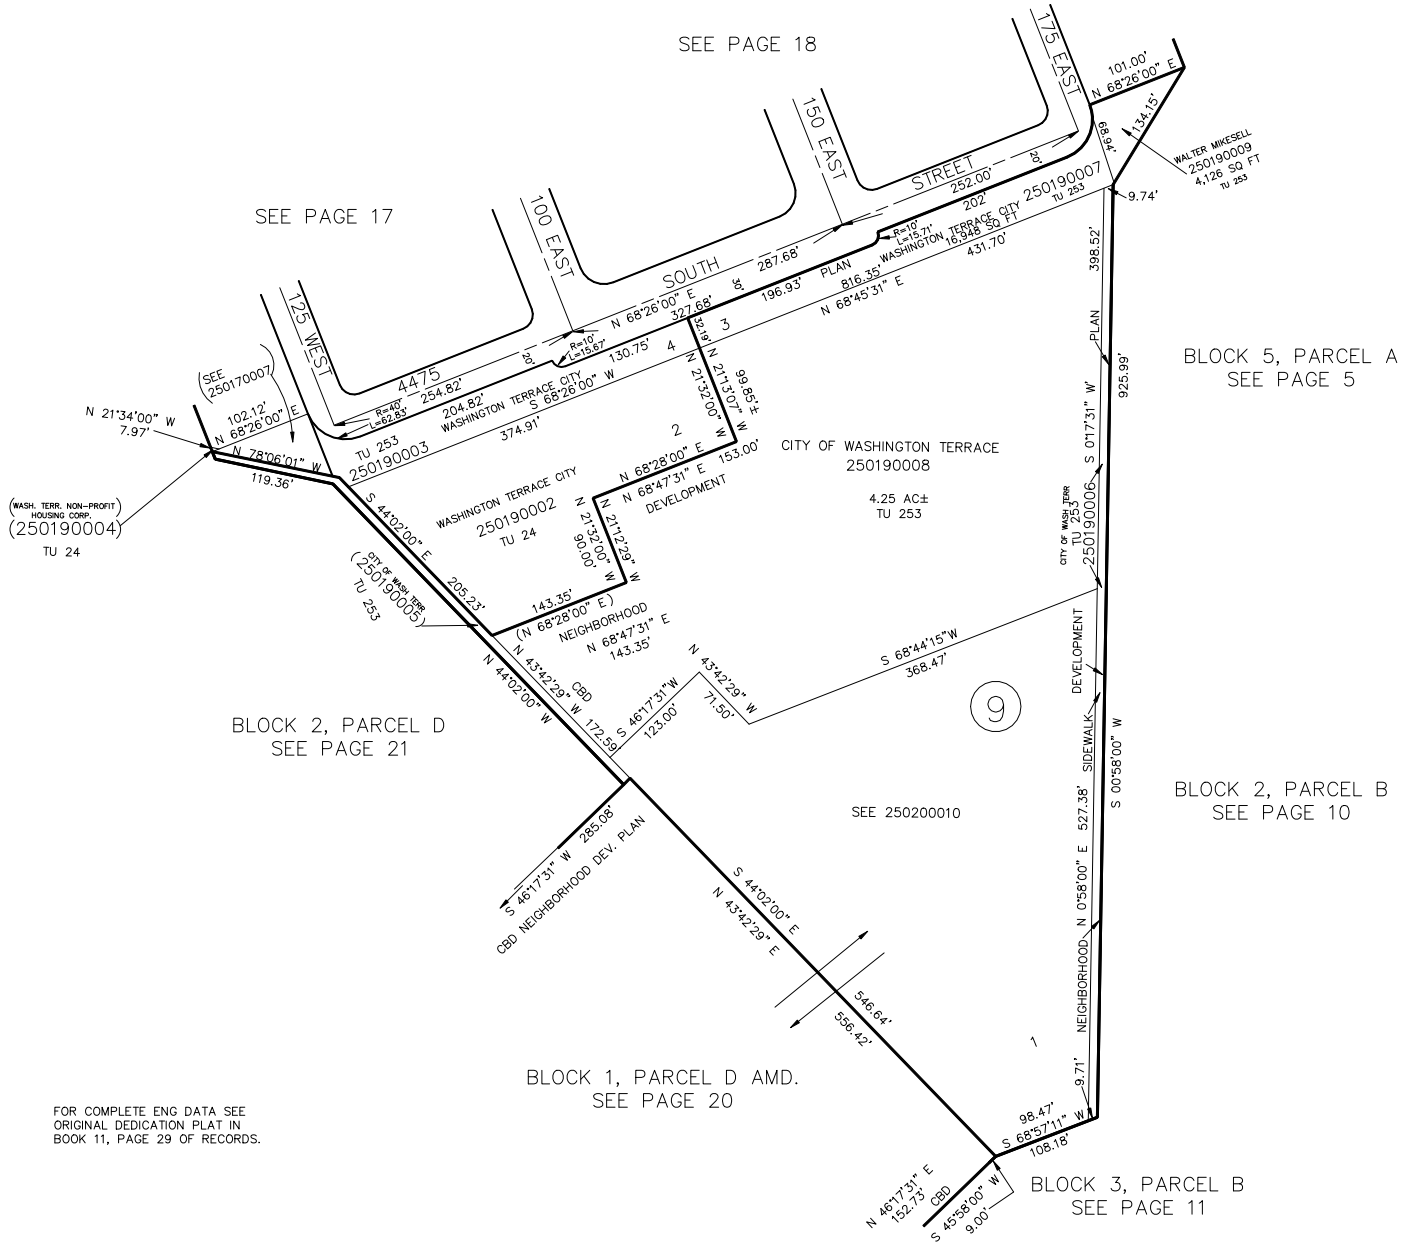 SEE PAGE 18
175 EAST
101.00'
N 68°26'00" E
134.15'
68.94'
WALTER MIKESELL
250190009
4,126 SQ FT
TU 253
9.74'
150 EAST
STREET
252.00'
20'
202'
250190007
TU 253
WASHINGTON TERRACE CITY
16,948 SQ FT
R=10'
L=15.71'
431.70'
SEE PAGE 17
100 EAST
SOUTH
287.68'
N 68°26'00" E
327.68'
30'
196.93'
PLAN
816.35'
N 68°45'31" E
398.52'
PLAN
925.99'
125 WEST
4475
254.82'
20'
R=10'
L=15.67'
130.75'
32.19'
3
4
R=40'
L=62.83'
204.82'
WASHINGTON TERRACE CITY
S 68°26'00" W
374.91'
TU 253
250190003
(SEE
250170007)
102.12'
N 68°26'00" E
N 21°34'00" W
7.97'
N 78°06'01" W
119.36'
(WASH. TERR. NON-PROFIT
HOUSING CORP.)
(250190004)
TU 24
N 21°13'07" W
99.85'±
N 21°32'00" W
2
N 68°28'00" E
153.00'
N 68°47'31" E
DEVELOPMENT
WASHINGTON TERRACE CITY
250190002
TU 24
N 21°32'00" W
90.00'
N 21°12'29" W
S 44°02'00" E
205.23'
CITY OF WASH TERR
(250190005)
TU 253
143.35'
(N 68°28'00" E)
NEIGHBORHOOD
N 68°47'31" E
143.35'
CITY OF WASHINGTON TERRACE
250190008
4.25 AC±
TU 253
BLOCK 5, PARCEL A
SEE PAGE 5
S 0°17'31" W
CITY OF WASH TERR
TU 253
250190006
S 68°44'15"W
368.47'
DEVELOPMENT
N 43°42'29" W
71.50'
S 46°17'31"W
123.00'
CBD
N 43°42'29" W
172.59'
N 44°02'00" W
BLOCK 2, PARCEL D
SEE PAGE 21
9
SIDEWALK
S 00°58'00" W
BLOCK 2, PARCEL B
SEE PAGE 10
SEE 250200010
N 0°58'00" E 527.38'
NEIGHBORHOOD
S 46°17'31" W 285.08'
CBD NEIGHBORHOOD DEV. PLAN
S 44°02'00" E
N 43°42'29" E
546.64'
556.42'
1
9.71'
BLOCK 1, PARCEL D AMD.
SEE PAGE 20
98.47'
S 68°57'11" W
108.18'
FOR COMPLETE ENG DATA SEE
ORIGINAL DEDICATION PLAT IN
BOOK 11, PAGE 29 OF RECORDS.
N 46°17'31" E
152.73'
CBD
S 45°58'00" W
9.00'
BLOCK 3, PARCEL B
SEE PAGE 11